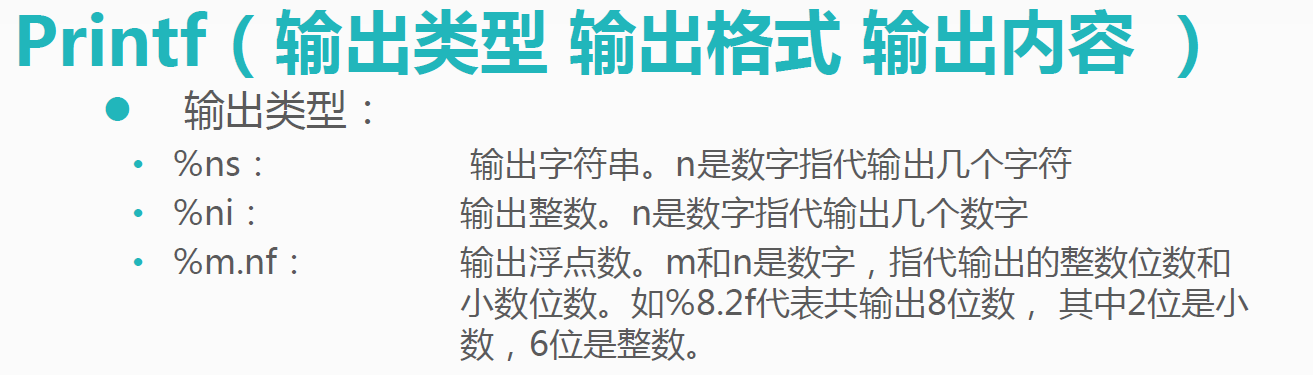 Printf（输出类型 输出格式 输出内容 ）
● 输出类型：
• %ns： 输出字符串。n是数字指代输出几个字符
• %ni： 输出整数。n是数字指代输出几个数字
• %m.nf： 输出浮点数。m和n是数字，指代输出的整数位数和
小数位数。如%8.2f代表共输出8位数， 其中2位是小
数，6位是整数。